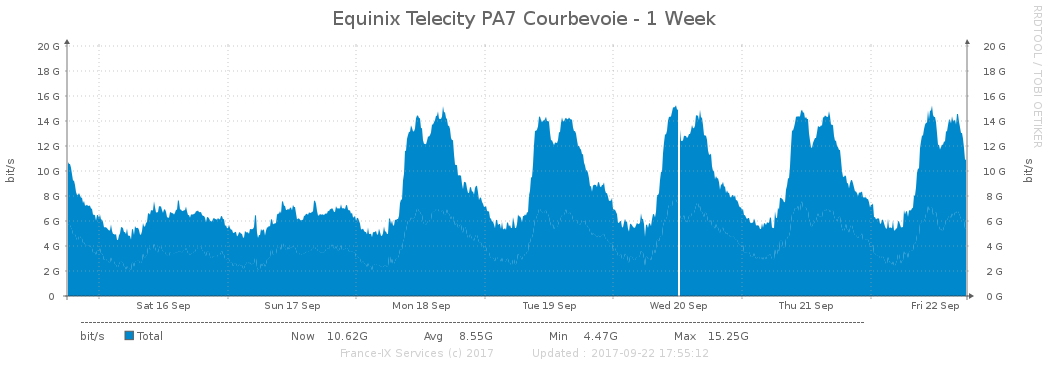 Equinix Telecity PA7 Courbevoie - 1 Week
RRDTOOL / TOBI OETIKER
bit/s
bit/s
20 G 20 G
18 G 18 G
16 G 16 G
14 G 14 G
12 G 12 G
10 G 10 G
8 G 8 G
6 G 6 G
4 G 4 G
2 G 2 G
0 0 G
Sat 16 Sep Sun 17 Sep Mon 18 Sep Tue 19 Sep Wed 20 Sep Thu 21 Sep Fri 22 Sep
bit/s Total Now 10.62G Avg 8.55G Min 4.47G Max 15.25G
France-IX Services (c) 2017 Updated : 2017-09-22 17:55:12